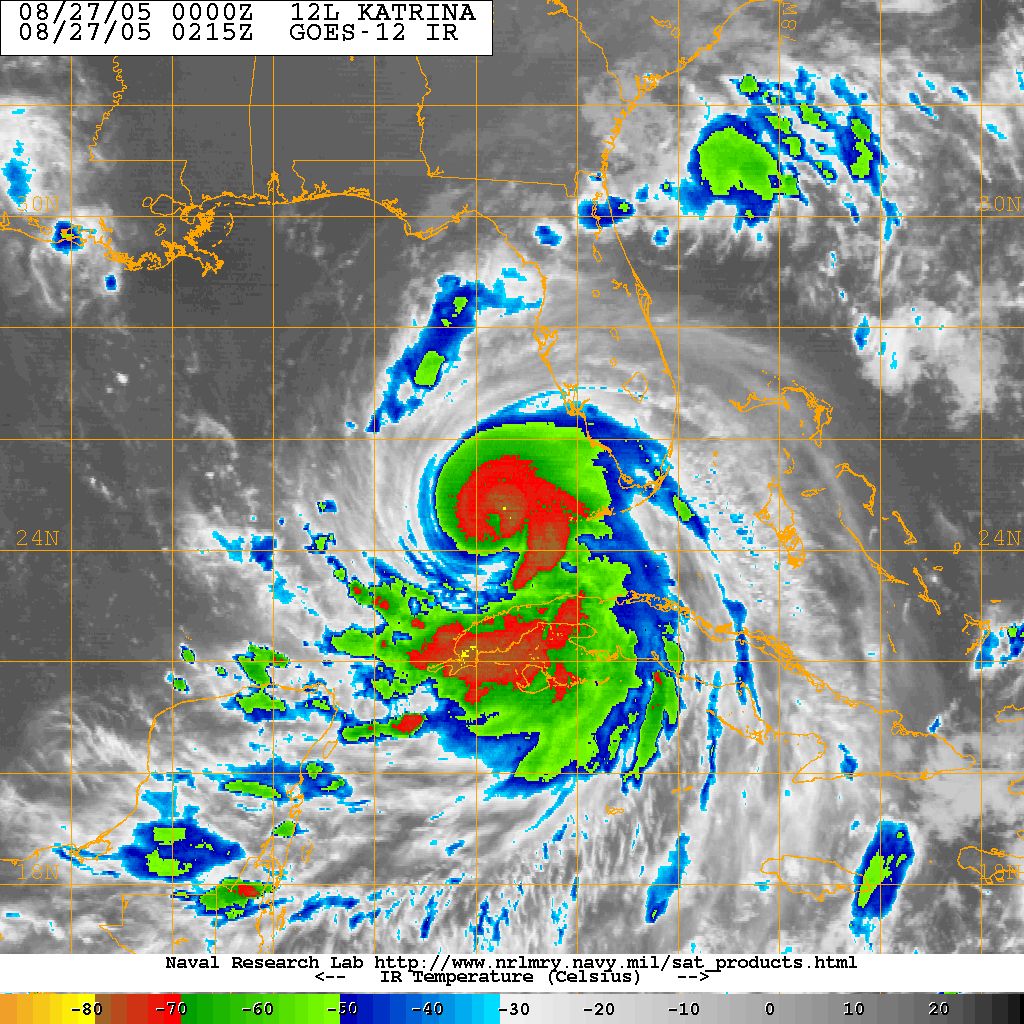 08/27/05 0000Z 12L KATRINA
08/27/05 0215Z GOES-12 IR
78W
30N 30N
24N 24N
18N 18N
Naval Research Lab http://www.nrlmry.navy.mil/sat_products.html
<-- IR Temperature (Celsius) -->
-80 -70 -60 -50 -40 -30 -20 -10 0 10 20